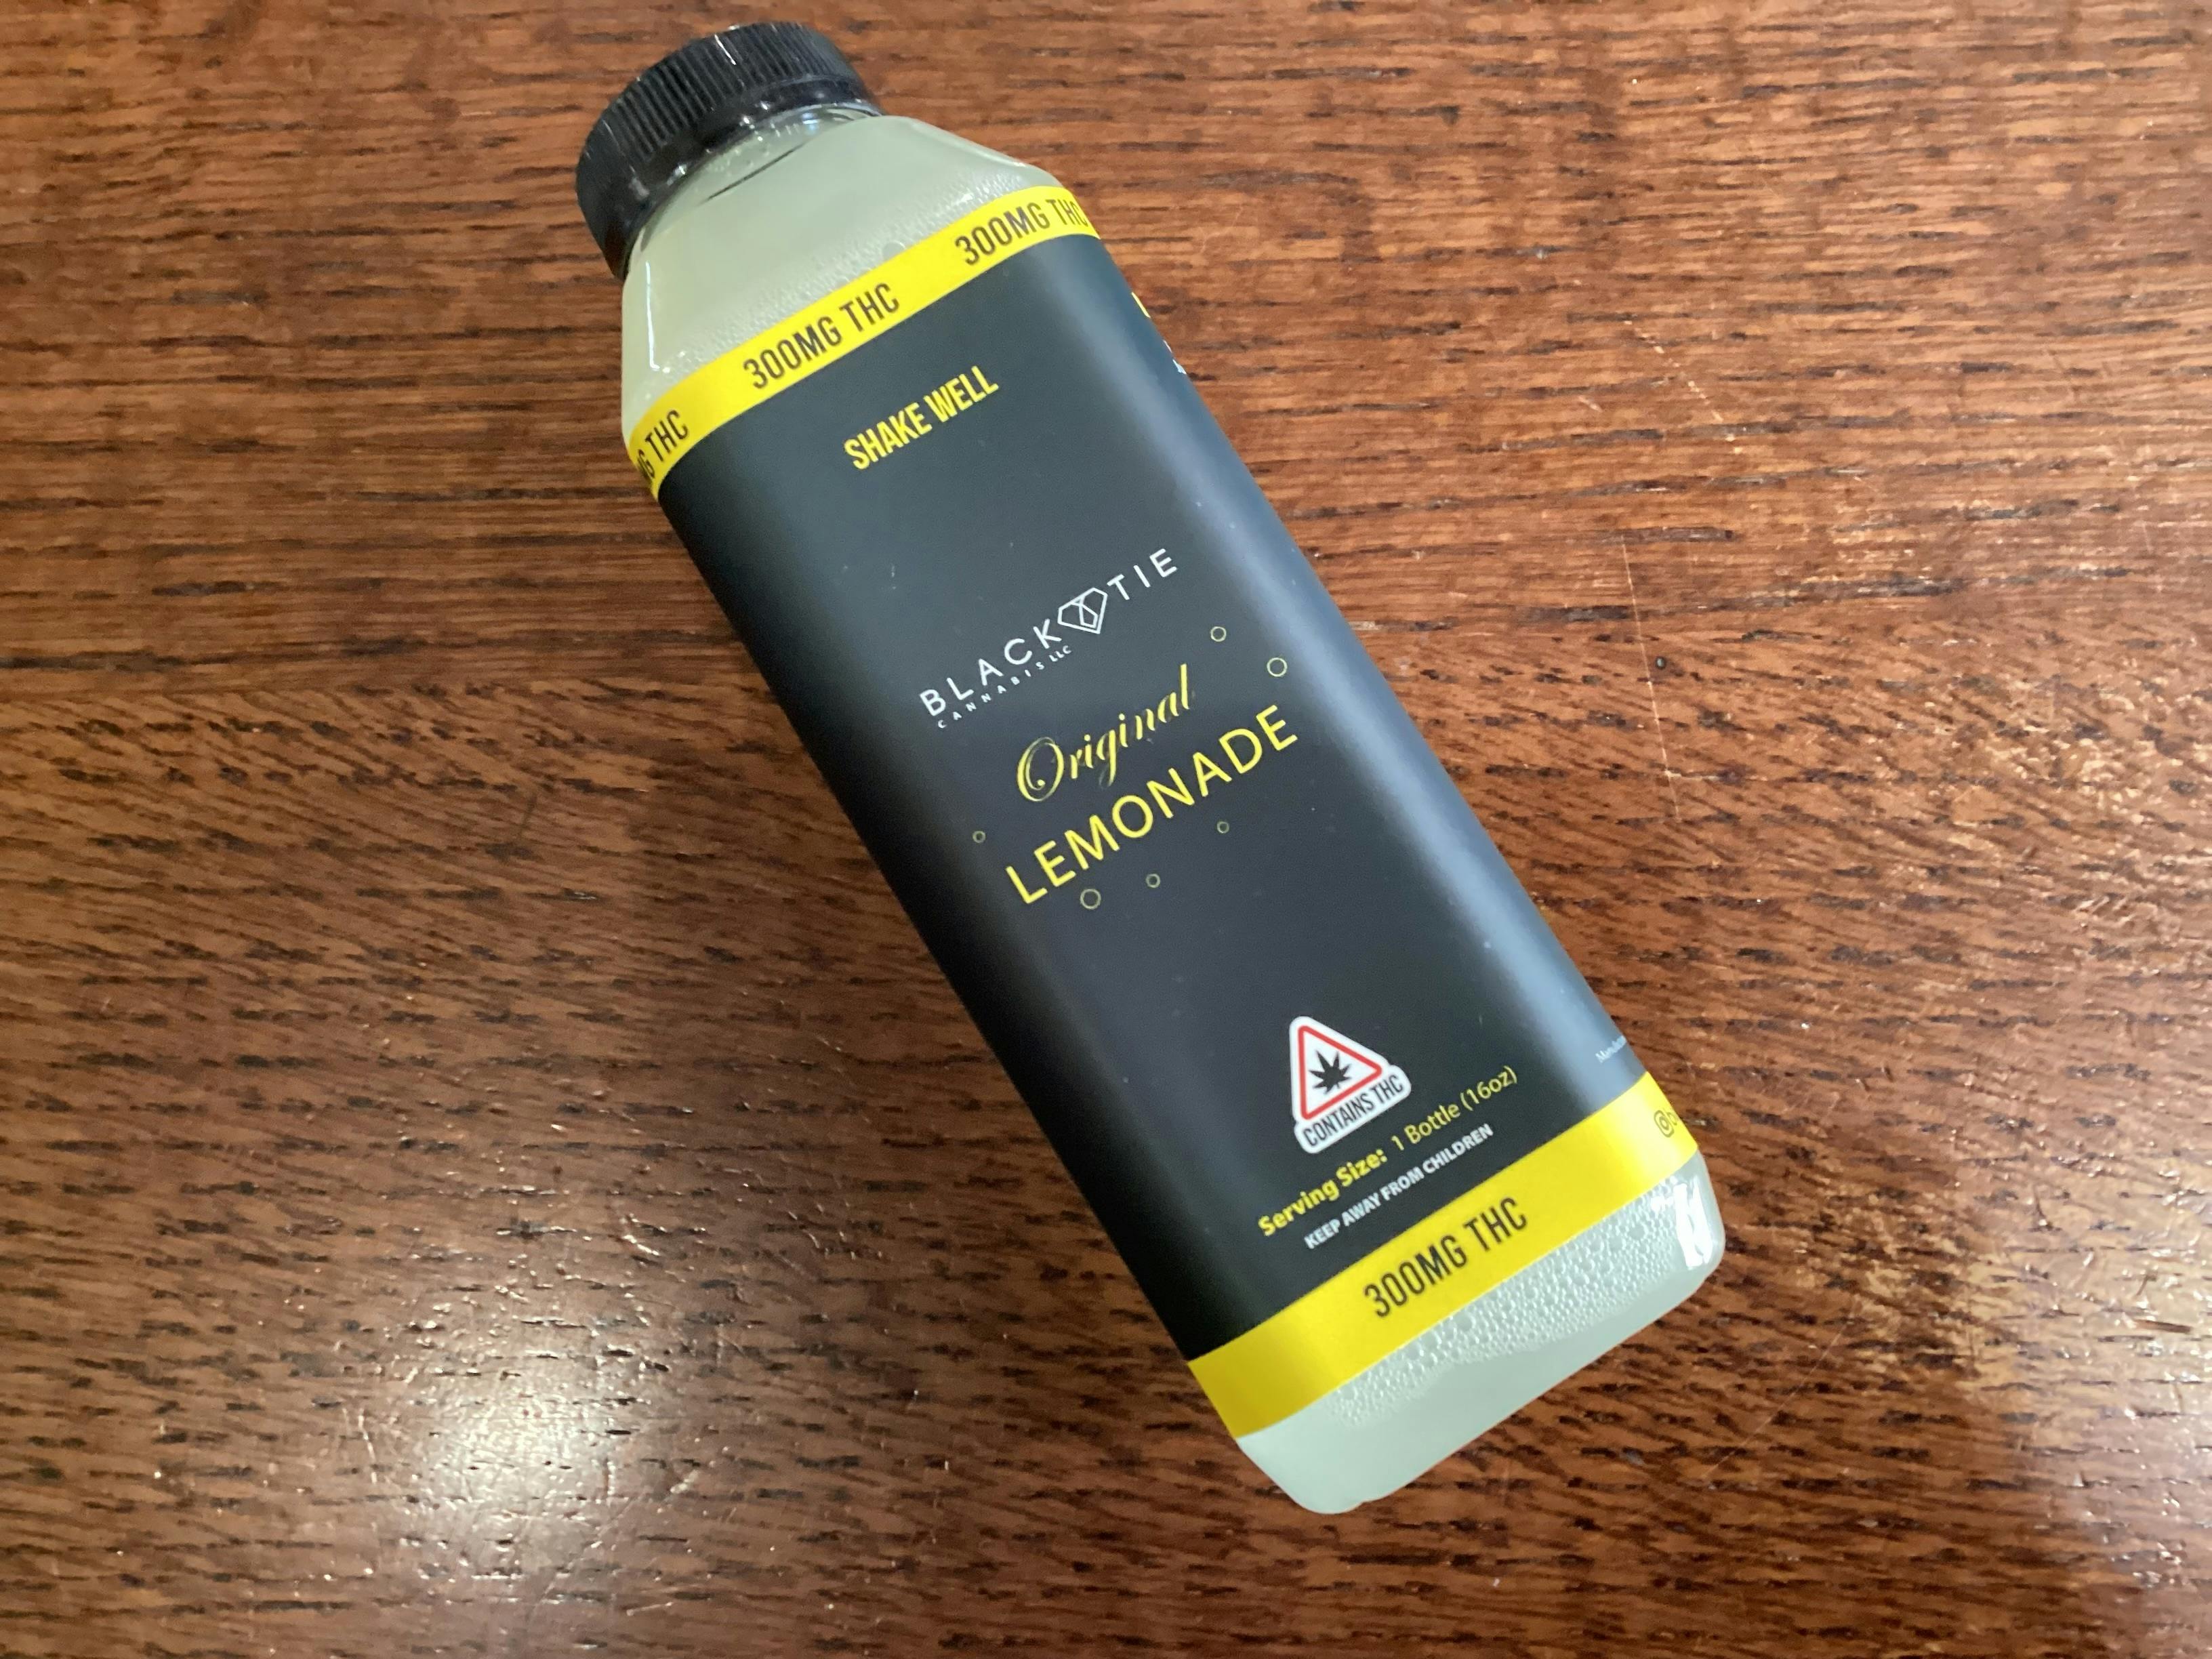 300MG THC
300MG THC
THC
SHAKE WELL
BLACK TIE
CANNABIS LLC
Original
LEMONADE
CONTAINS THC
Serving Size: 1 Bottle (16oz)
KEEP AWAY FROM CHILDREN
300MG THC